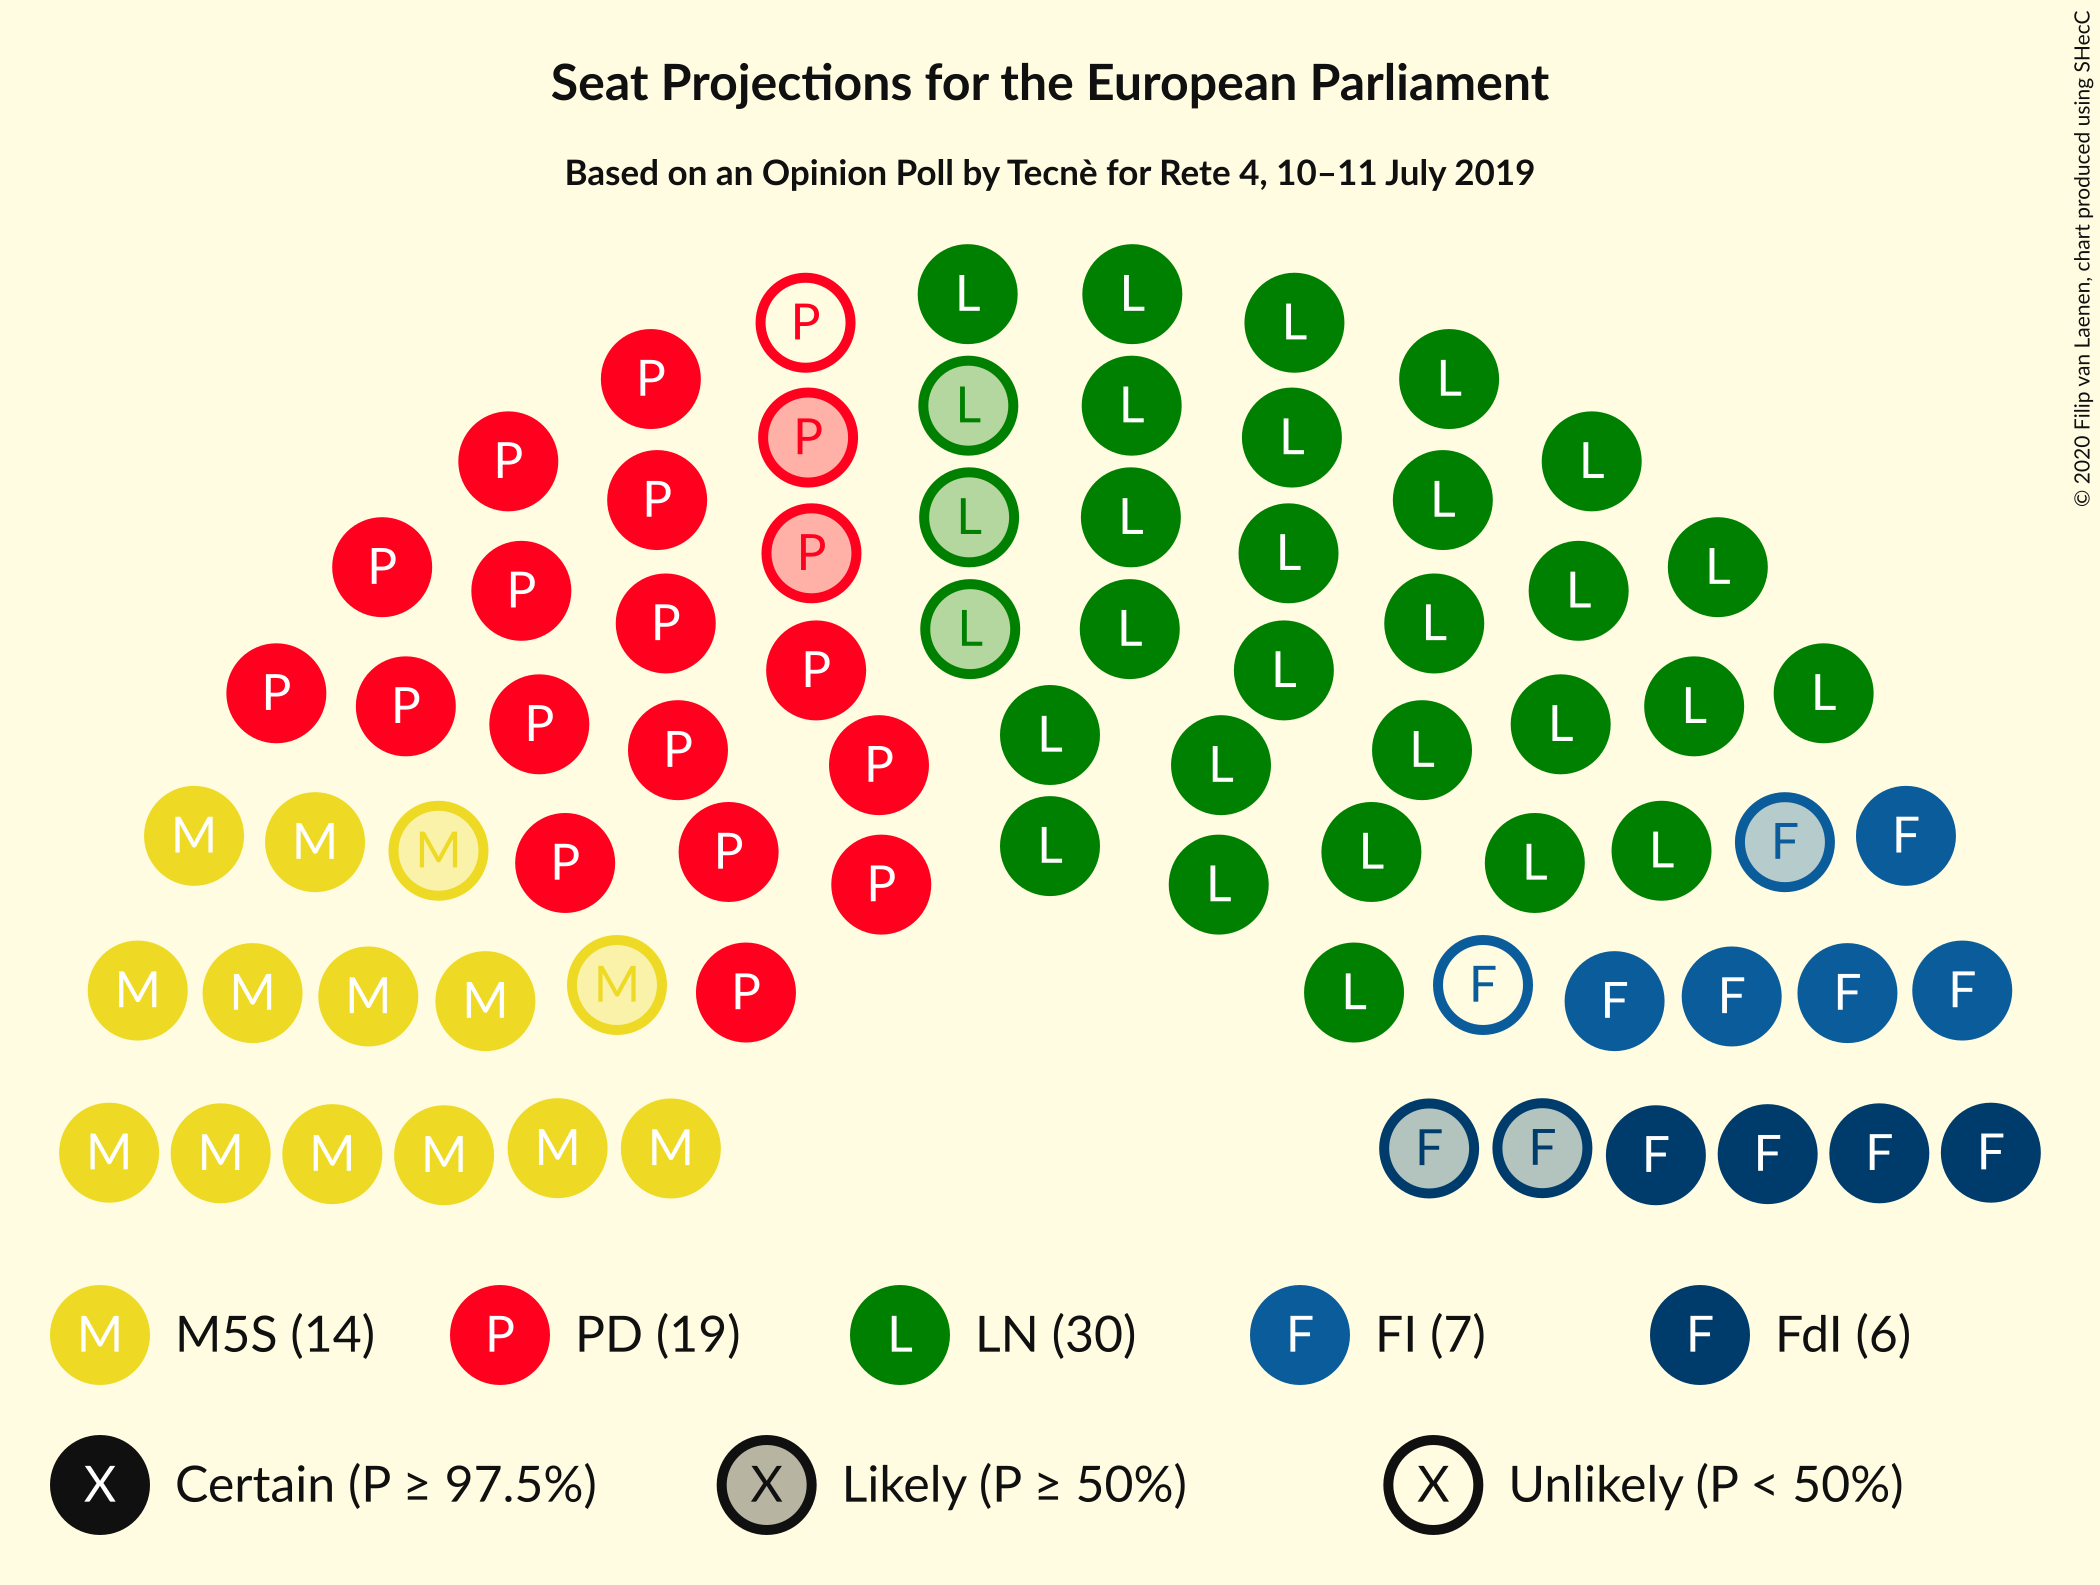 Seat Projections for the European Parliament
Based on an Opinion Poll by Tecnè for Rete 4, 10–11 July 2019
© 2020 Filip van Laenen, chart produced using SHecC
L L
P L L
P L P L
P L L L
P L
P P L L
P L
P P L L
P L L L
P P L L
P P P L L L
P P L L
P L
L L
M M M P P P L L L L L F F
M M M M M P L F F F F F
M M M M M M F F F F F F
M M5S (14) P PD (19) L LN (30) F FI (7) F FdI (6)
X Certain (P ≥ 97.5%) X Likely (P ≥ 50%) X Unlikely (P < 50%)